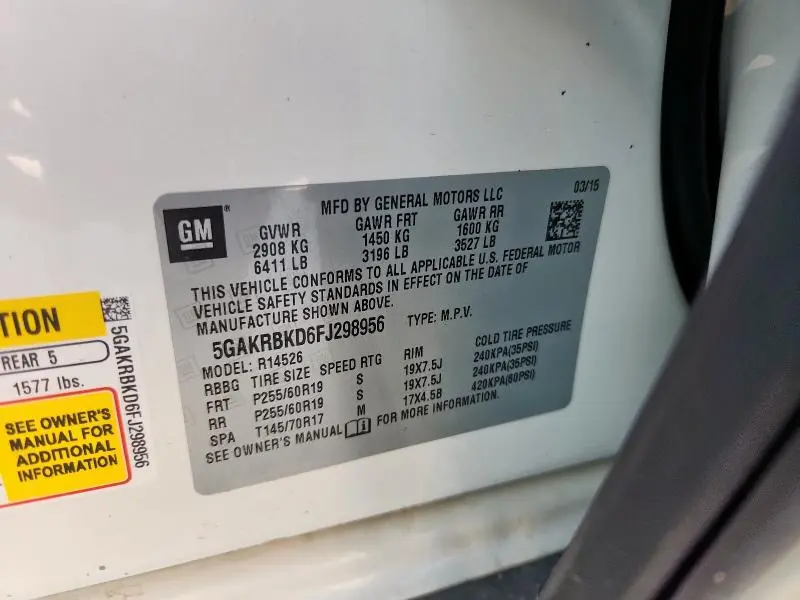 MFD BY GENERAL MOTORS LLC 03/15
GM®
GVWR GAWR FRT GAWR RR
2908 KG 1450 KG 1600 KG
6411 LB 3196 LB 3527 LB
THIS VEHICLE CONFORMS TO ALL APPLICABLE U.S. FEDERAL MOTOR
VEHICLE SAFETY STANDARDS IN EFFECT ON THE DATE OF
MANUFACTURE SHOWN ABOVE.
5GAKRBKD6FJ298956 TYPE: M.P.V.
MODEL: R14526
RBBG TIRE SIZE SPEED RTG RIM COLD TIRE PRESSURE
FRT P255/60R19 S 19X7.5J 240KPA(35PSI)
RR P255/60R19 S 19X7.5J 240KPA(35PSI)
SPA T145/70R17 M 17X4.5B 420KPA(60PSI)
SEE OWNER'S MANUAL FOR MORE INFORMATION.
TION
REAR 5
1577 lbs.
SEE OWNER'S
MANUAL FOR
ADDITIONAL
INFORMATION
5GAKRBKD6FJ298956